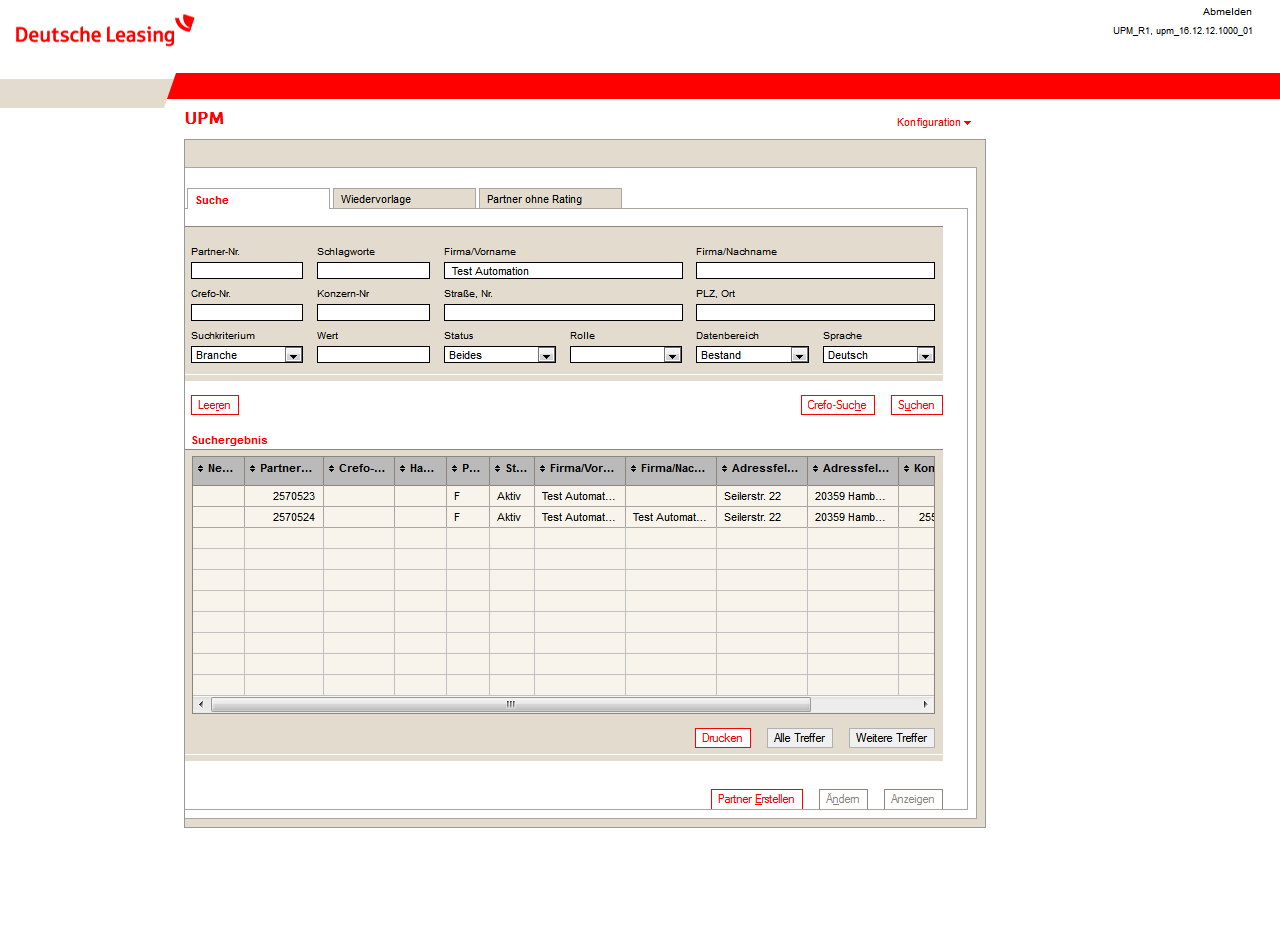 Abmelden
Deutsche Leasing
UPM_R1, upm_16.12.12.1000_01
UPM
Konfiguration
Suche Wiedervorlage Partner ohne Rating
Partner-Nr. Schlagworte Firma/Vorname Firma/Nachname
Test Automation
Crefo-Nr. Konzern-Nr Straße, Nr. PLZ, Ort
Suchkriterium Wert Status Rolle Datenbereich Sprache
Branche Beides Bestand Deutsch
Leeren Crefo-Suche Suchen
Suchergebnis
Ne... Partner... Crefo-... Ha... P... St... Firma/Vor... Firma/Nac... Adressfel... Adressfel... Kon
2570523 F Aktiv Test Automat... Seilerstr. 22 20359 Hamb...
2570524 F Aktiv Test Automat... Test Automat... Seilerstr. 22 20359 Hamb... 255
Drucken Alle Treffer Weitere Treffer
Partner Erstellen Ändern Anzeigen